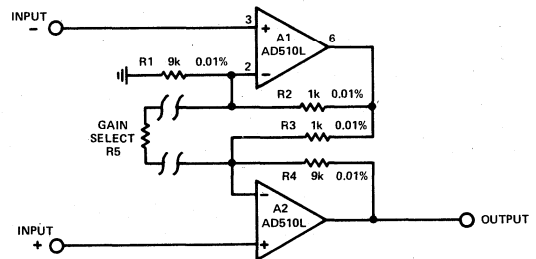 INPUT
−
3
+
A1
AD510L
6
R1 9k 0.01%
2
−
R2 1k 0.01%
GAIN
SELECT
R5
R3 1k 0.01%
R4 9k 0.01%
−
A2
AD510L
+
OUTPUT
INPUT
+